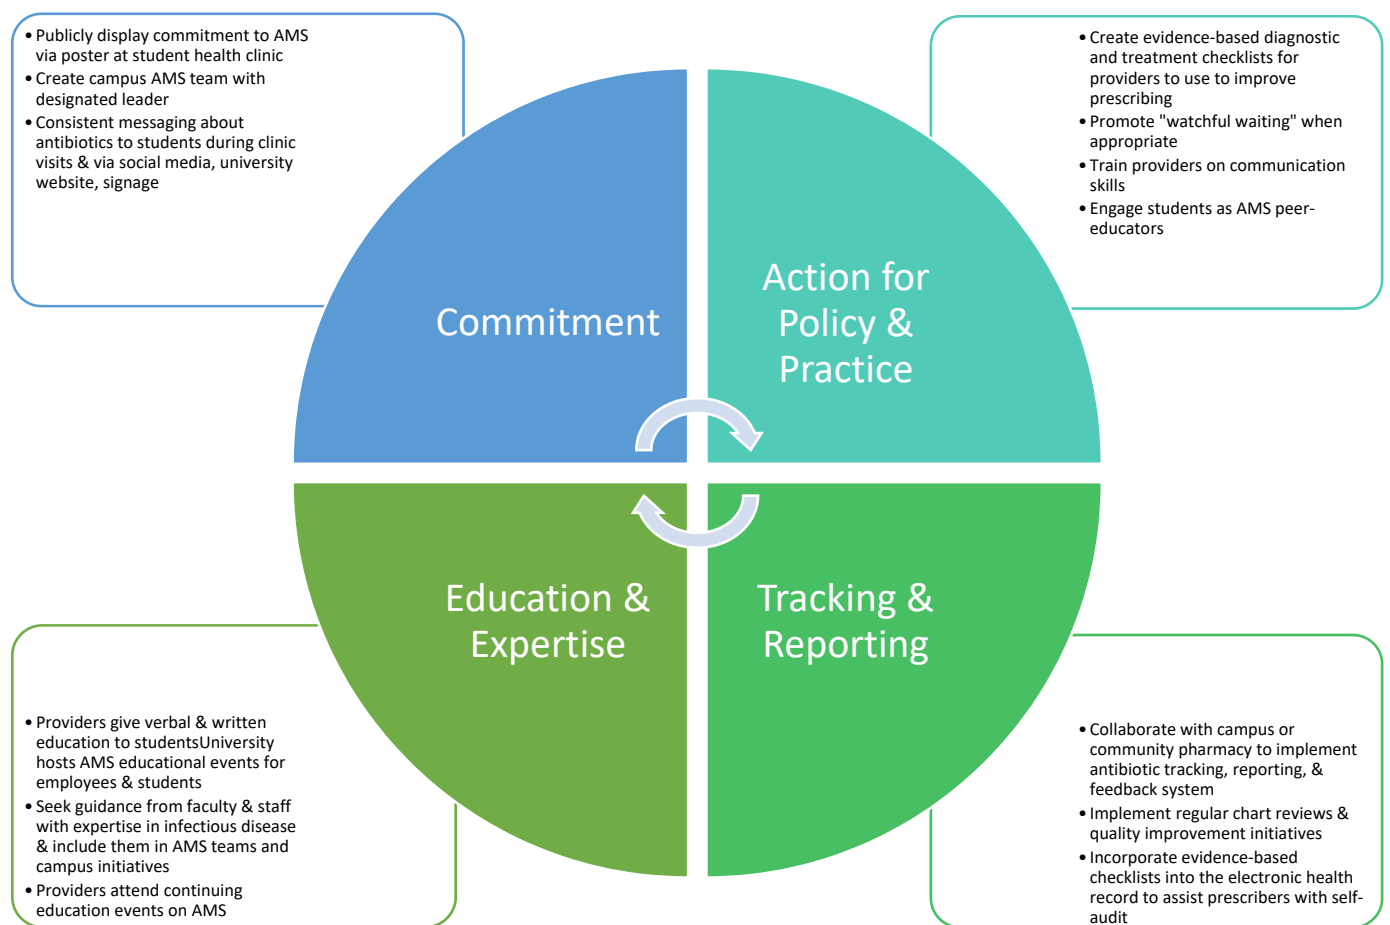 • Publicly display commitment to AMS
via poster at student health clinic
• Create campus AMS team with
designated leader
• Consistent messaging about
antibiotics to students during clinic
visits & via social media, university
website, signage
• Create evidence-based diagnostic
and treatment checklists for
providers to use to improve
prescribing
• Promote "watchful waiting" when
appropriate
• Train providers on communication
skills
• Engage students as AMS peer-
educators
Commitment
Action for
Policy &
Practice
Education &
Expertise
Tracking &
Reporting
• Providers give verbal & written
education to studentsUniversity
hosts AMS educational events for
employees & students
• Seek guidance from faculty & staff
with expertise in infectious disease
& include them in AMS teams and
campus initiatives
• Providers attend continuing
education events on AMS
• Collaborate with campus or
community pharmacy to implement
antibiotic tracking, reporting, &
feedback system
• Implement regular chart reviews &
quality improvement initiatives
• Incorporate evidence-based
checklists into the electronic health
record to assist prescribers with self-
audit